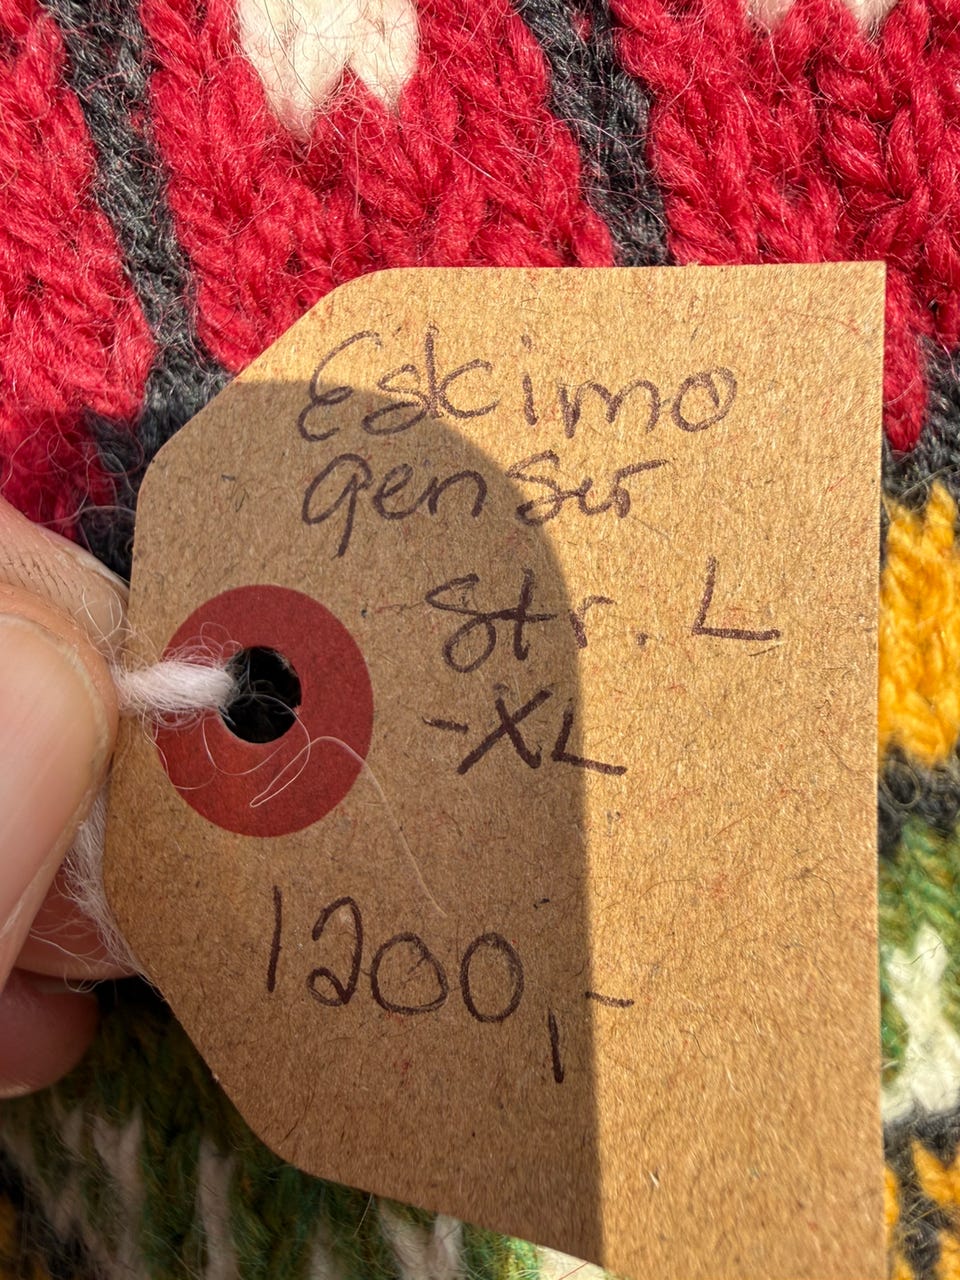 Eskimo
genser
Str. L
-XL
1200,-